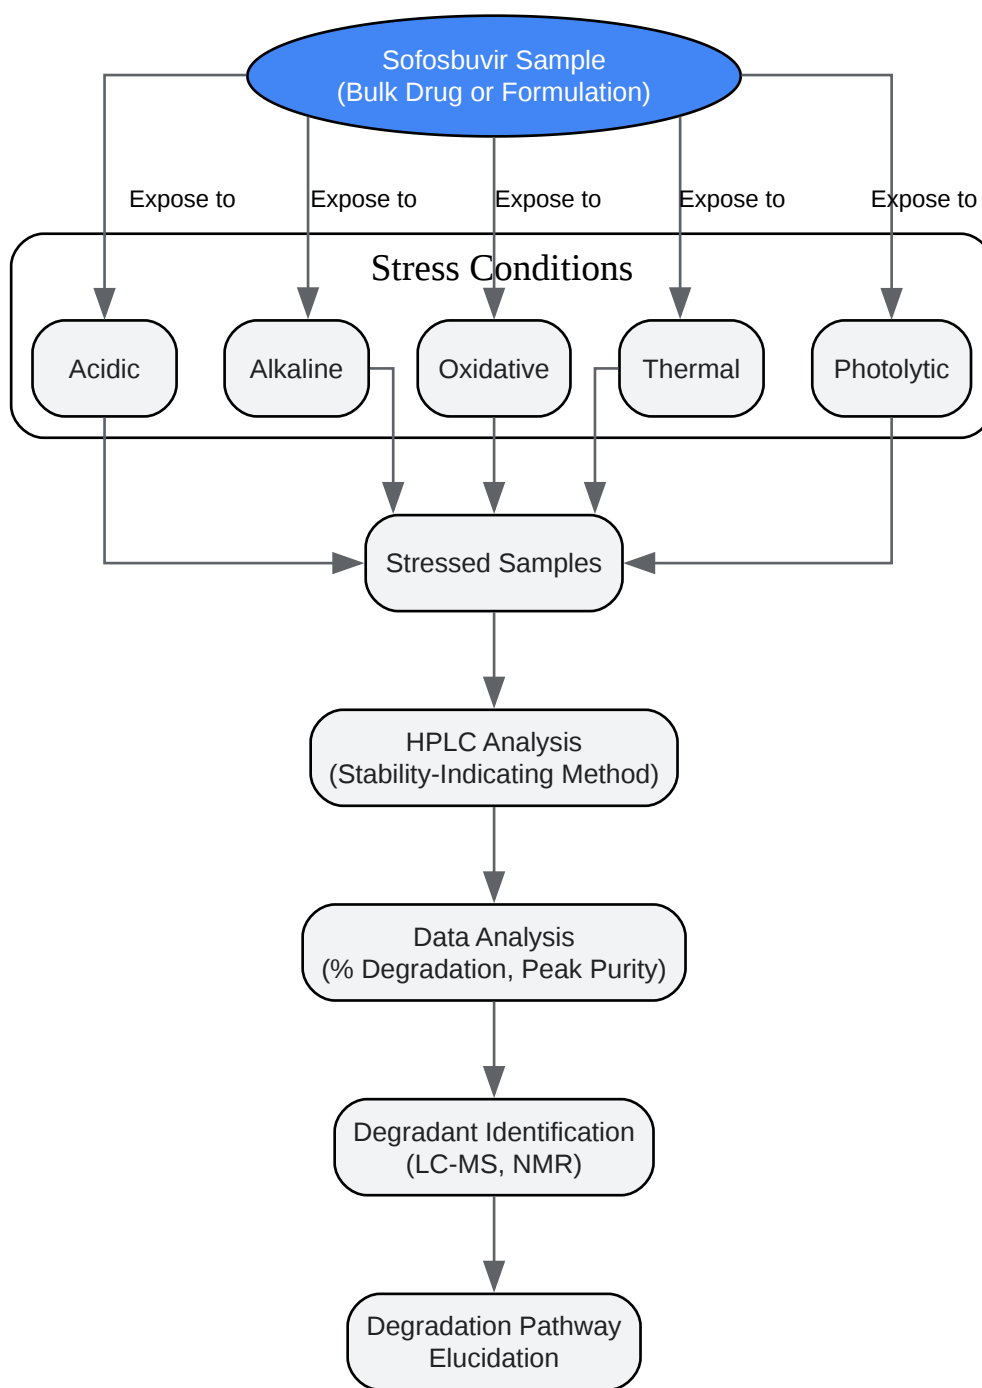 Sofosbuvir Sample
(Bulk Drug or Formulation)
Expose to
Expose to
Expose to
Expose to
Expose to
Stress Conditions
Acidic
Alkaline
Oxidative
Thermal
Photolytic
Stressed Samples
HPLC Analysis
(Stability-Indicating Method)
Data Analysis
(% Degradation, Peak Purity)
Degradant Identification
(LC-MS, NMR)
Degradation Pathway
Elucidation